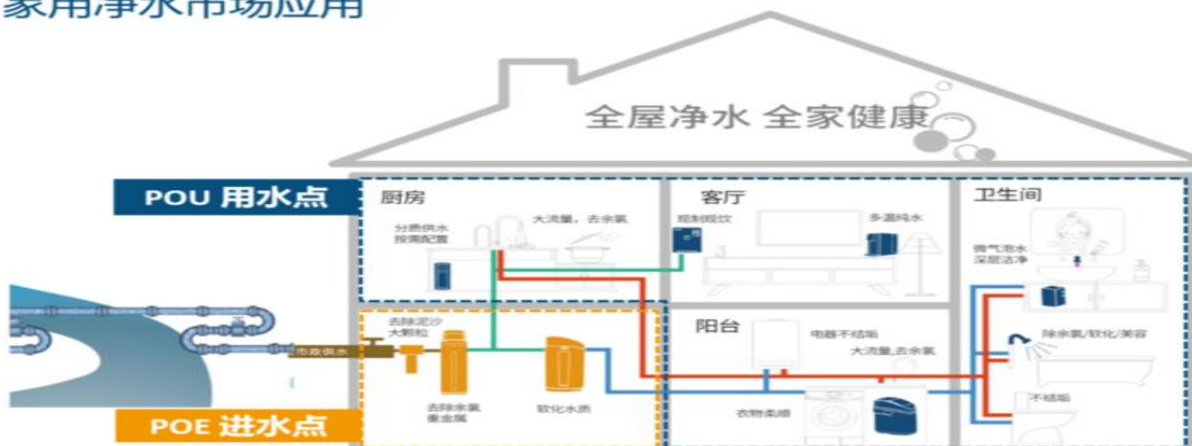 家用净水市场应用
全屋净水 全家健康
POU 用水点
厨房
分质供水
按需配置
大流量，去余氯
客厅
现制现饮
多温纯水
卫生间
微气泡水
深层洁净
去除泥沙
大颗粒
市政供水
去除余氯
重金属
软化水质
阳台
电器不结垢
大流量,去余氯
衣物柔顺
除余氯/软化/美容
不结垢
POE 进水点